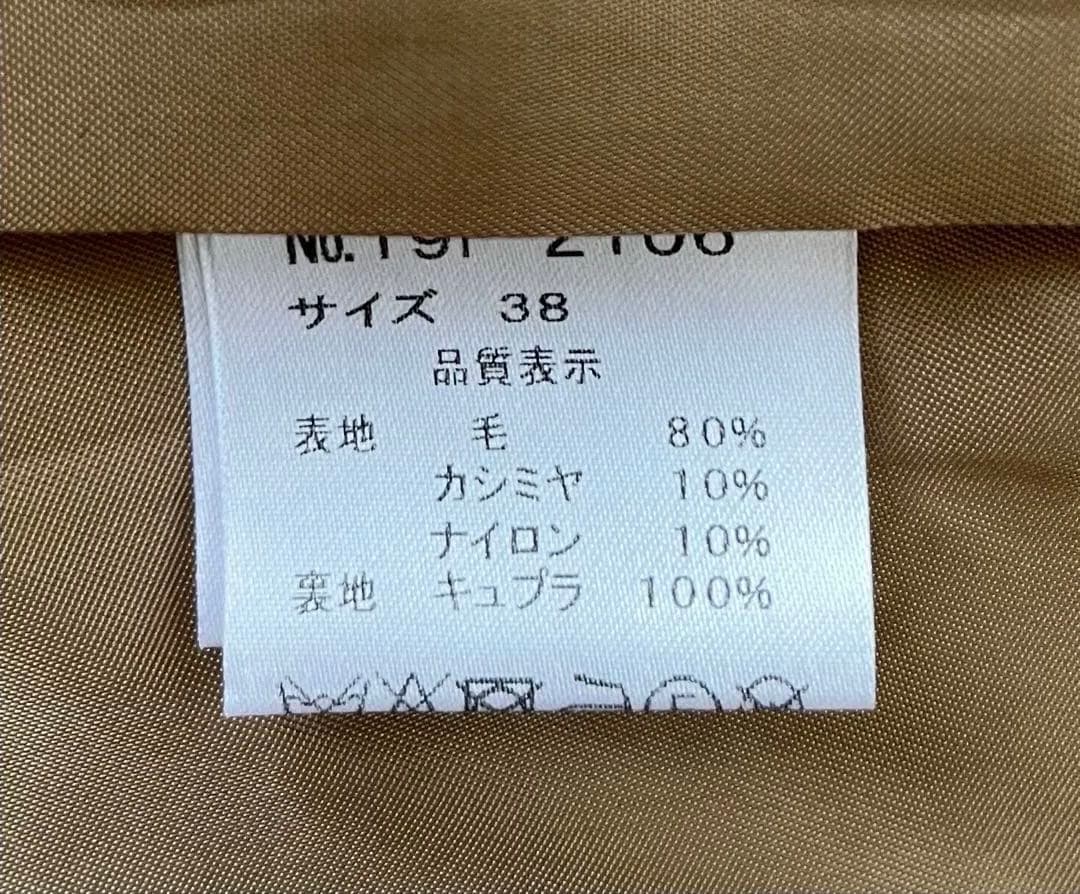 No.
サイズ 38
品質表示
表地 毛 80%
カシミヤ 10%
ナイロン 10%
裏地 キュプラ 100%